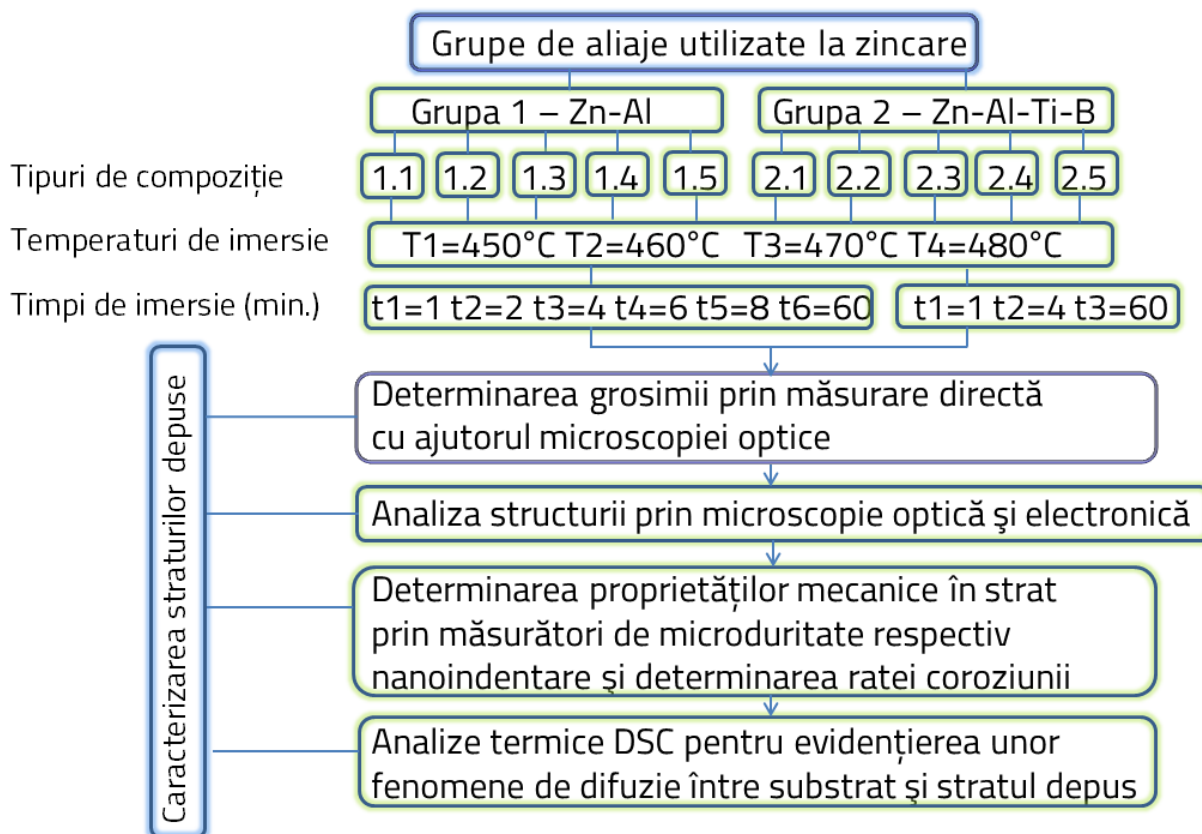 Grupe de aliaje utilizate la zincare
Grupa 1 – Zn-Al
Grupa 2 – Zn-Al-Ti-B
Tipuri de compoziție
1.1 1.2 1.3 1.4 1.5 2.1 2.2 2.3 2.4 2.5
Temperaturi de imersie
T1=450°C T2=460°C T3=470°C T4=480°C
Timpi de imersie (min.)
t1=1 t2=2 t3=4 t4=6 t5=8 t6=60
t1=1 t2=4 t3=60
Caracterizarea straturilor depuse
Determinarea grosimii prin măsurare directă
cu ajutorul microscopiei optice
Analiza structurii prin microscopie optică şi electronică
Determinarea proprietăților mecanice în strat
prin măsurători de microduritate respectiv
nanoindentare şi determinarea ratei coroziunii
Analize termice DSC pentru evidențierea unor
fenomene de difuzie între substrat şi stratul depus